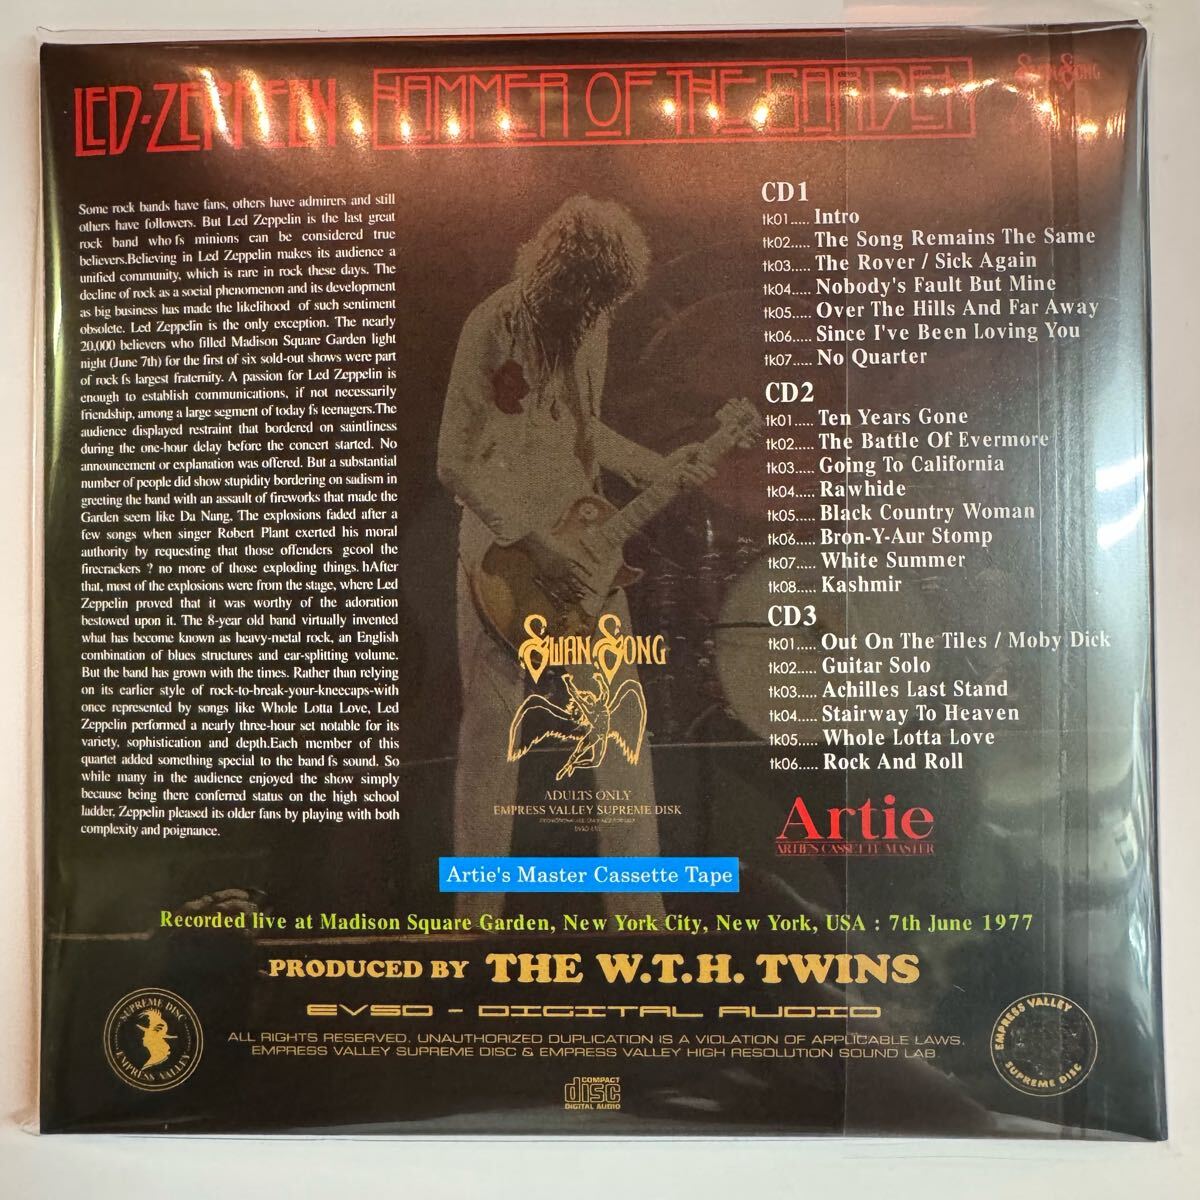 LED-ZEPPELIN HAMMER OF THE GARDEN SWAN SONG
Some rock bands have fans, others have admirers and still
others have followers. But Led Zeppelin is the last great
rock band who fs minions can be considered true
believers.Believing in Led Zeppelin makes its audience a
unified community, which is rare in rock these days. The
decline of rock as a social phenomenon and its development
as big business has made the likelihood of such sentiment
obsolete. Led Zeppelin is the only exception. The nearly
20,000 believers who filled Madison Square Garden light
night (June 7th) for the first of six sold-out shows were part
of rock fs largest fraternity. A passion for Led Zeppelin is
enough to establish communications, if not necessarily
friendship, among a large segment of today fs teenagers.The
audience displayed restraint that bordered on saintliness
during the one-hour delay before the concert started. No
announcement or explanation was offered. But a substantial
number of people did show stupidity bordering on sadism in
greeting the band with an assault of fireworks that made the
Garden seem like Da Nang. The explosions faded after a
few songs when singer Robert Plant exerted his moral
authority by requesting that those offenders gcool the
firecrackers ? no more of those exploding things. hAfter
that, most of the explosions were from the stage, where Led
Zeppelin proved that it was worthy of the adoration
bestowed upon it. The 8-year old band virtually invented
what has become known as heavy-metal rock, an English
combination of blues structures and ear-splitting volume.
But the band has grown with the times. Rather than relying
on its earlier style of rock-to-break-your-kneecaps-with
once represented by songs like Whole Lotta Love, Led
Zeppelin performed a nearly three-hour set notable for its
variety, sophistication and depth.Each member of this
quartet added something special to the band fs sound. So
while many in the audience enjoyed the show simply
because being there conferred status on the high school
ladder, Zeppelin pleased its older fans by playing with both
complexity and poignance.
CD1
tk01..... Intro
tk02..... The Song Remains The Same
tk03..... The Rover / Sick Again
tk04..... Nobody's Fault But Mine
tk05..... Over The Hills And Far Away
tk06..... Since I've Been Loving You
tk07..... No Quarter
CD2
tk01..... Ten Years Gone
tk02..... The Battle Of Evermore
tk03..... Going To California
tk04..... Rawhide
tk05..... Black Country Woman
tk06..... Bron-Y-Aur Stomp
tk07..... White Summer
tk08..... Kashmir
CD3
tk01..... Out On The Tiles / Moby Dick
tk02..... Guitar Solo
tk03..... Achilles Last Stand
tk04..... Stairway To Heaven
tk05..... Whole Lotta Love
tk06..... Rock And Roll
SWAN SONG
ADULTS ONLY
EMPRESS VALLEY SUPREME DISK
Artie
ARTIE'S CASSETTE MASTER
Artie's Master Cassette Tape
Recorded live at Madison Square Garden, New York City, New York, USA : 7th June 1977
PRODUCED BY THE W.T.H. TWINS
EVSD - DIGITAL AUDIO
ALL RIGHTS RESERVED. UNAUTHORIZED DUPLICATION IS A VIOLATION OF APPLICABLE LAWS.
EMPRESS VALLEY SUPREME DISC & EMPRESS VALLEY HIGH RESOLUTION SOUND LAB
SUPREME DISC
EMPRESS VALLEY
EMPRESS VALLEY
SUPREME DISC
COMPACT
disc
DIGITAL AUDIO